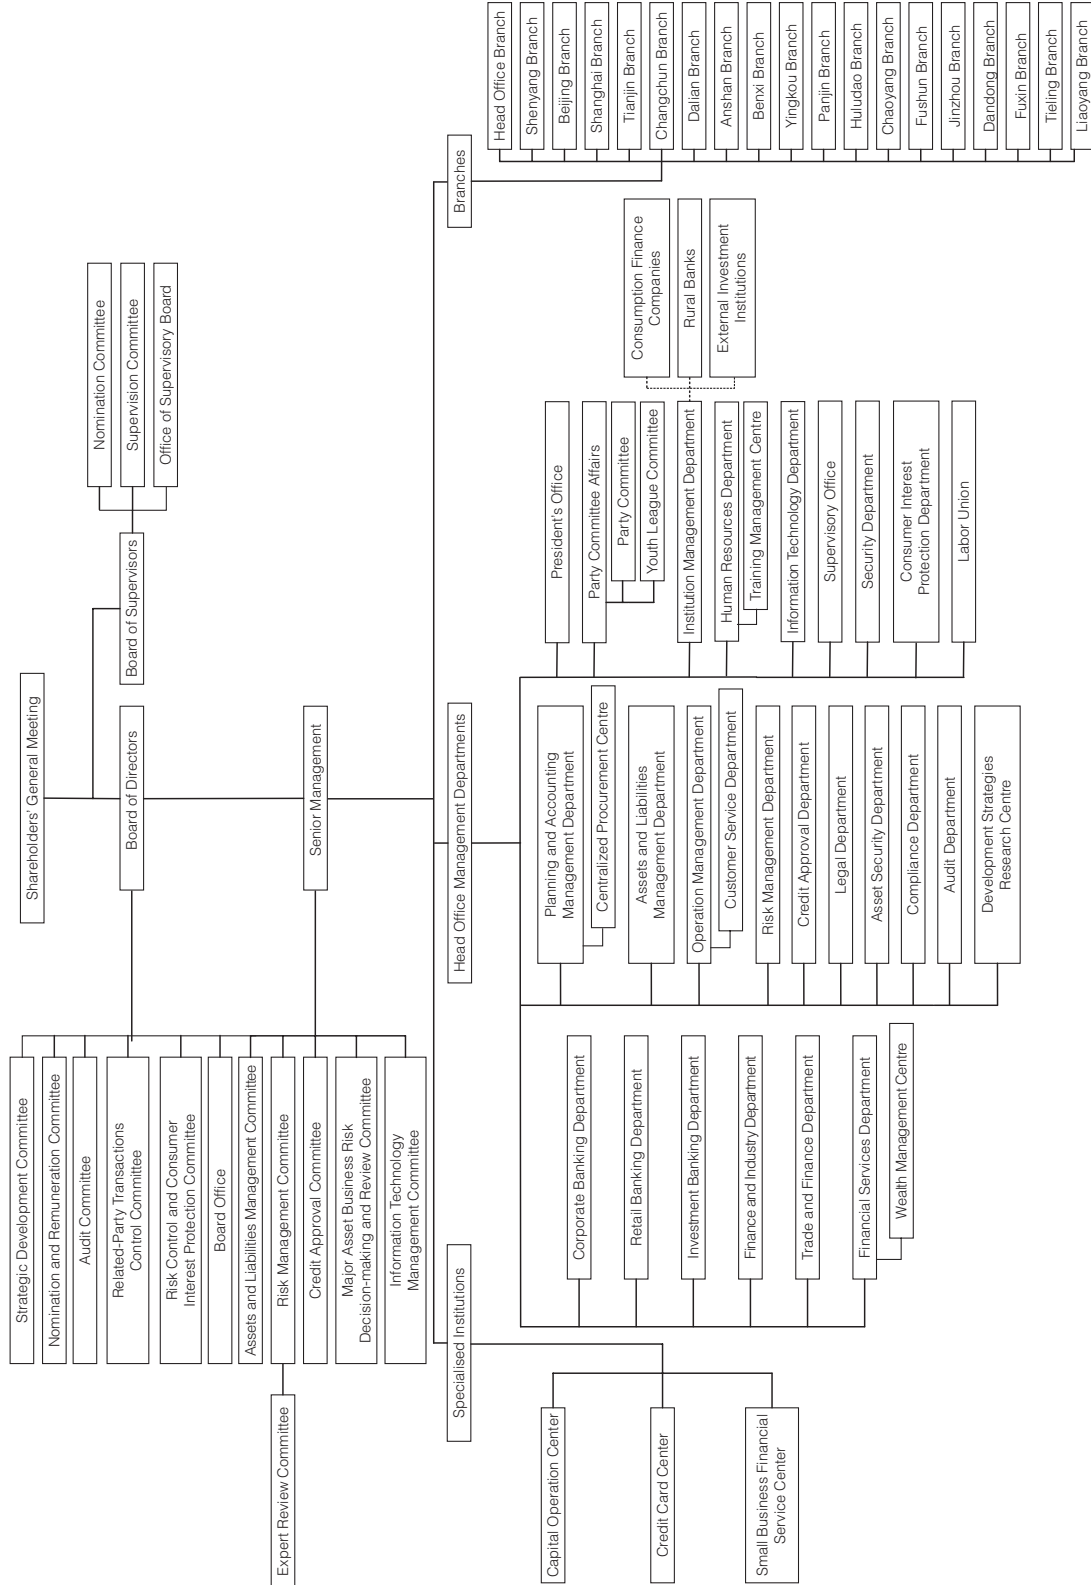 Shareholders' General Meeting
Board of Directors
Board of Supervisors
Nomination Committee
Supervision Committee
Office of Supervisory Board
Strategic Development Committee
Nomination and Remuneration Committee
Audit Committee
Related-Party Transactions
Control Committee
Risk Control and Consumer
Interest Protection Committee
Board Office
Senior Management
Assets and Liabilities Management Committee
Risk Management Committee
Expert Review Committee
Credit Approval Committee
Major Asset Business Risk
Decision-making and Review Committee
Information Technology
Management Committee
Specialised Institutions
Head Office Management Departments
Branches
Capital Operation Center
Credit Card Center
Small Business Financial
Service Center
Corporate Banking Department
Retail Banking Department
Investment Banking Department
Finance and Industry Department
Trade and Finance Department
Financial Services Department
Wealth Management Centre
Planning and Accounting
Management Department
Centralized Procurement Centre
Assets and Liabilities
Management Department
Operation Management Department
Customer Service Department
Risk Management Department
Credit Approval Department
Legal Department
Asset Security Department
Compliance Department
Audit Department
Development Strategies
Research Centre
President's Office
Party Committee Affairs
Party Committee
Youth League Committee
Institution Management Department
Human Resources Department
Training Management Centre
Information Technology Department
Supervisory Office
Security Department
Consumer Interest
Protection Department
Labor Union
Consumption Finance
Companies
Rural Banks
External Investment
Institutions
Head Office Branch
Shenyang Branch
Beijing Branch
Shanghai Branch
Tianjin Branch
Changchun Branch
Dalian Branch
Anshan Branch
Benxi Branch
Yingkou Branch
Panjin Branch
Huludao Branch
Chaoyang Branch
Fushun Branch
Jinzhou Branch
Dandong Branch
Fuxin Branch
Tieling Branch
Liaoyang Branch